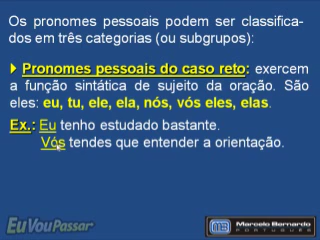 Os pronomes pessoais podem ser classifica-
dos em três categorias (ou subgrupos):
Pronomes pessoais do caso reto: exercem
a função sintática de sujeito da oração. São
eles: eu, tu, ele, ela, nós, vós eles, elas.
Ex.: Eu tenho estudado bastante.
Vós tendes que entender a orientação.
EuVouPassar
MB Marcelo Bernardo
PORTUGUÊS